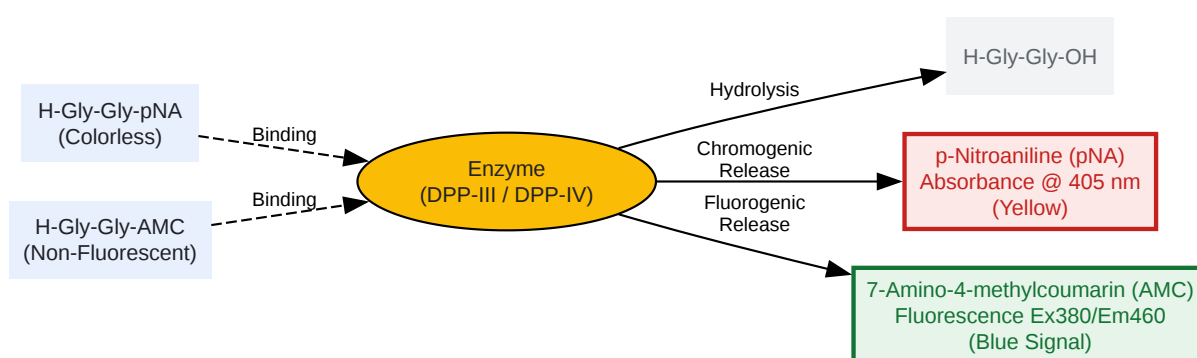 H-Gly-Gly-pNA
(Colorless)
Binding
H-Gly-Gly-AMC
(Non-Fluorescent)
Binding
Enzyme
(DPP-III / DPP-IV)
Hydrolysis
H-Gly-Gly-OH
Chromogenic
Release
p-Nitroaniline (pNA)
Absorbance @ 405 nm
(Yellow)
Fluorogenic
Release
7-Amino-4-methylcoumarin (AMC)
Fluorescence Ex380/Em460
(Blue Signal)